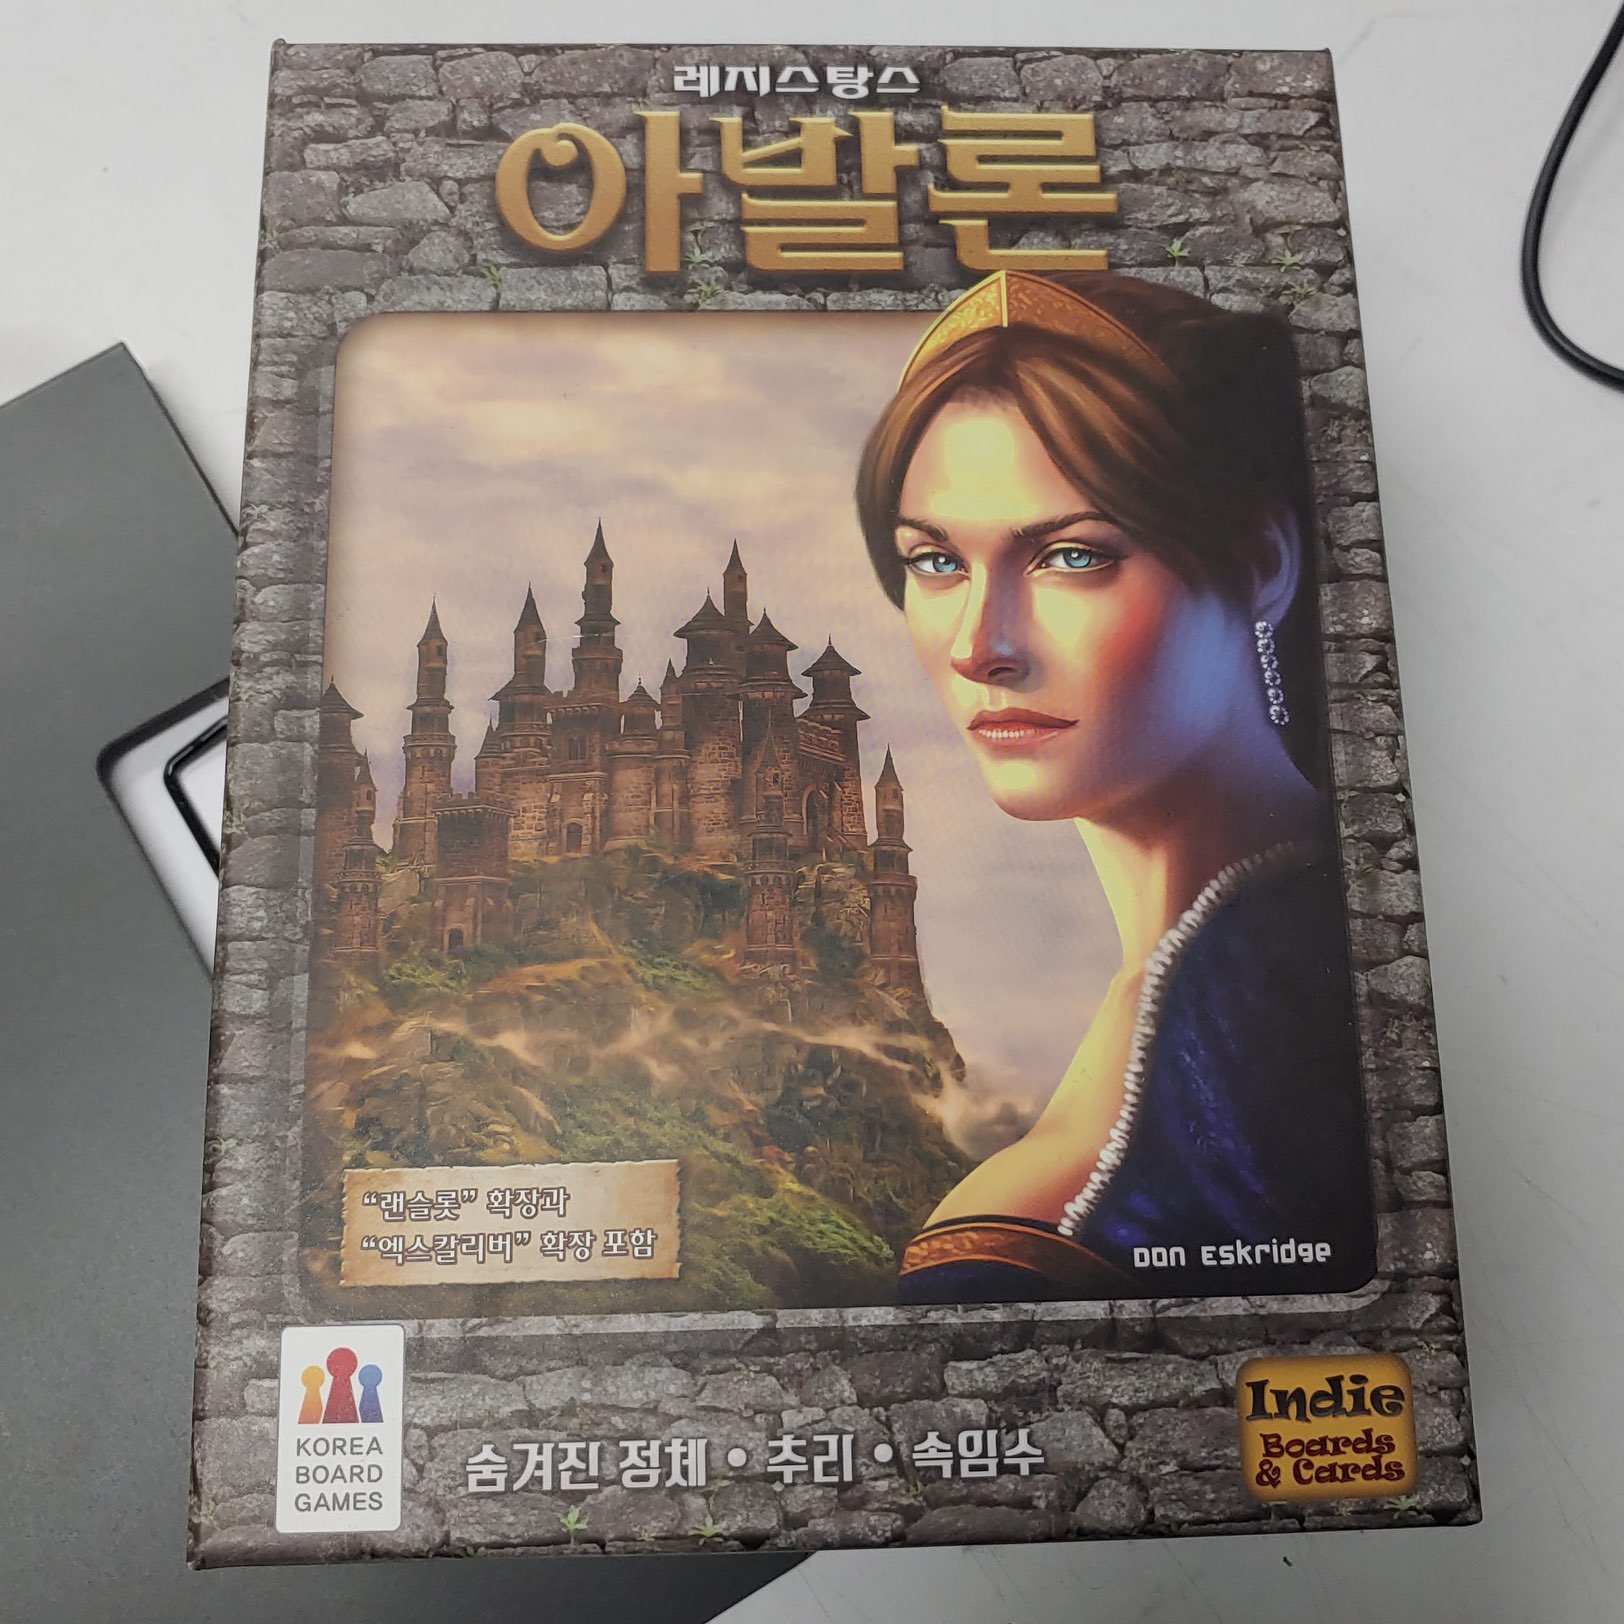 레지스탕스
아발론
“랜슬롯” 확장과
“엑스칼리버” 확장 포함
Don Eskridge
KOREA
BOARD
GAMES
숨겨진 정체 • 추리 • 속임수
Indie
Boards
& Cards